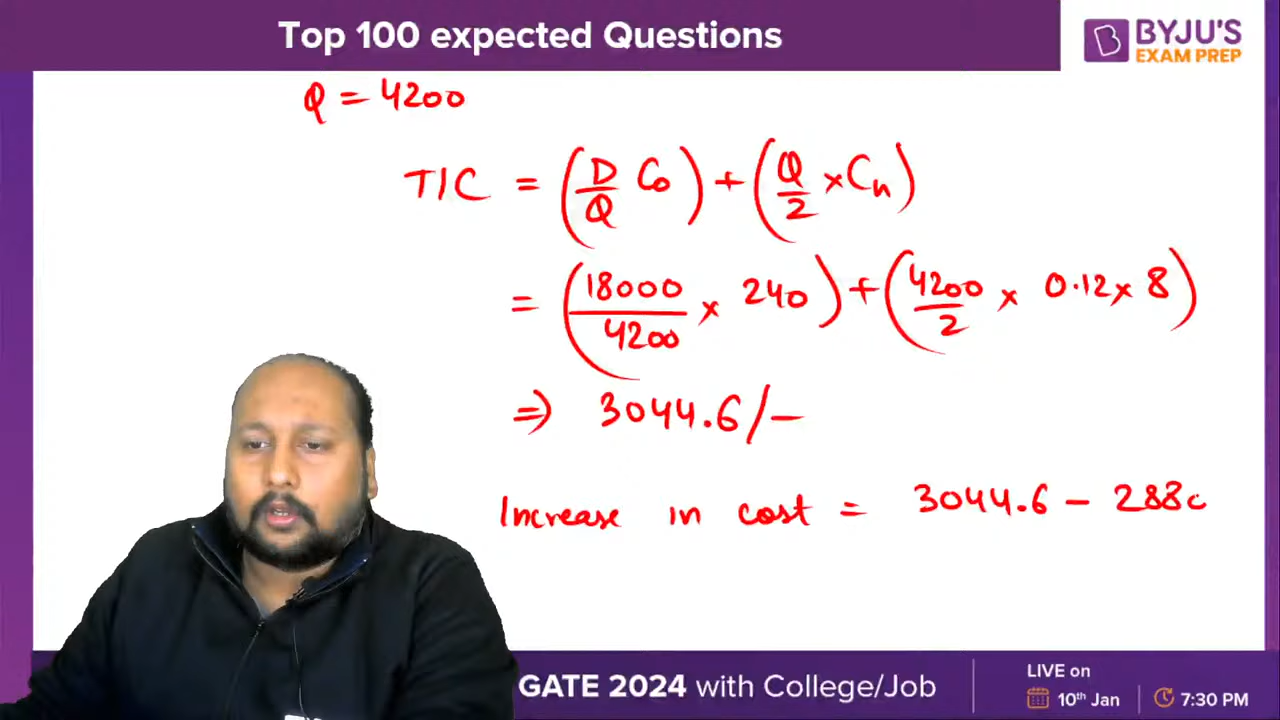 Top 100 expected Questions
BYJU'S
EXAM PREP
Q = 4200
TIC = (D/Q Co) + (Q/2 × Ch)
= (18000/4200 × 240) + (4200/2 × 0.12 × 8)
⇒ 3044.6/-
Increase in cost = 3044.6 - 288
GATE 2024 with College/Job
LIVE on
10th Jan
7:30 PM